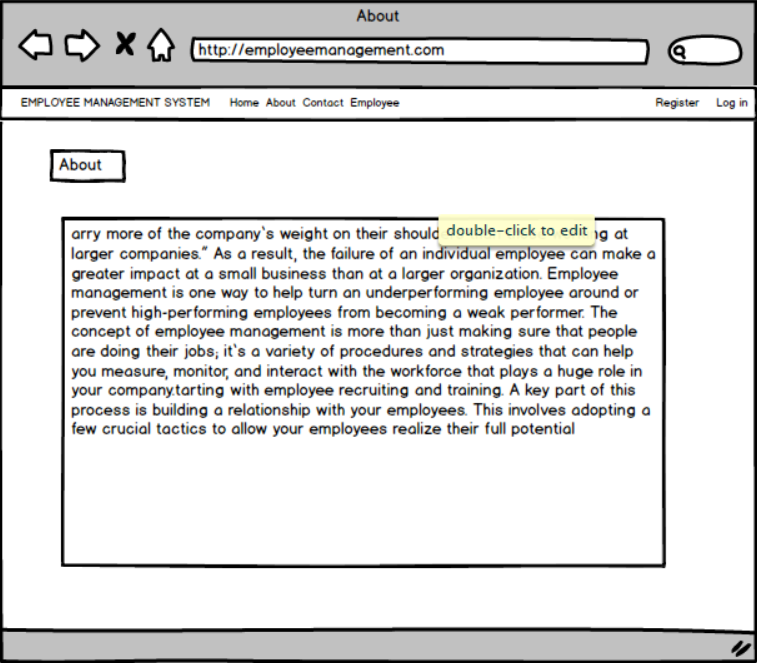 About
http://employeemanagement.com
EMPLOYEE MANAGEMENT SYSTEM Home About Contact Employee Register Log in
About
double-click to edit
arry more of the company`s weight on their should ng at
larger companies.” As a result, the failure of an individual employee can make a
greater impact at a small business than at a larger organization. Employee
management is one way to help turn an underperforming employee around or
prevent high-performing employees from becoming a weak performer. The
concept of employee management is more than just making sure that people
are doing their jobs; it`s a variety of procedures and strategies that can help
you measure, monitor, and interact with the workforce that plays a huge role in
your company.tarting with employee recruiting and training. A key part of this
process is building a relationship with your employees. This involves adopting a
few crucial tactics to allow your employees realize their full potential